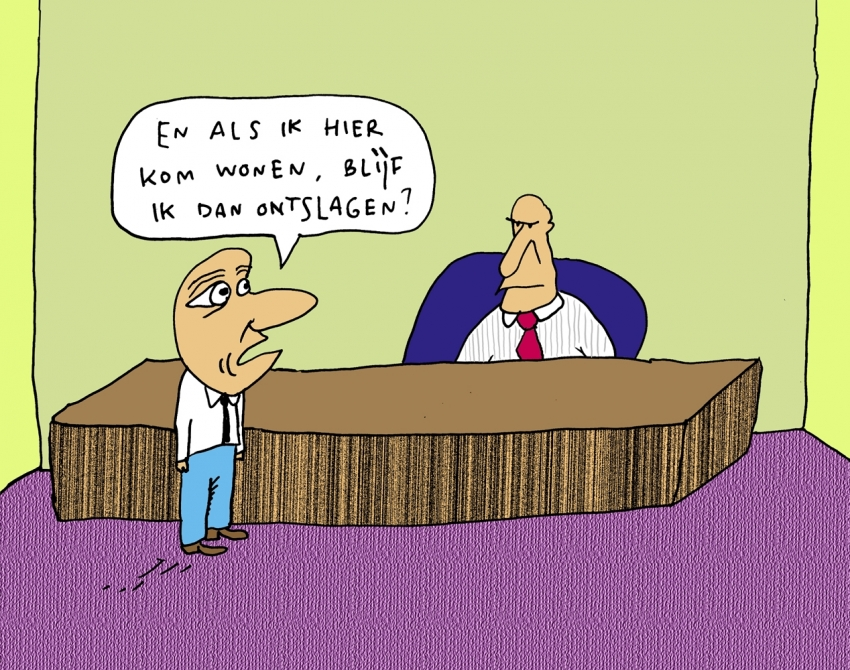 EN ALS IK HIER
KOM WONEN, BLIJF
IK DAN ONTSLAGEN?